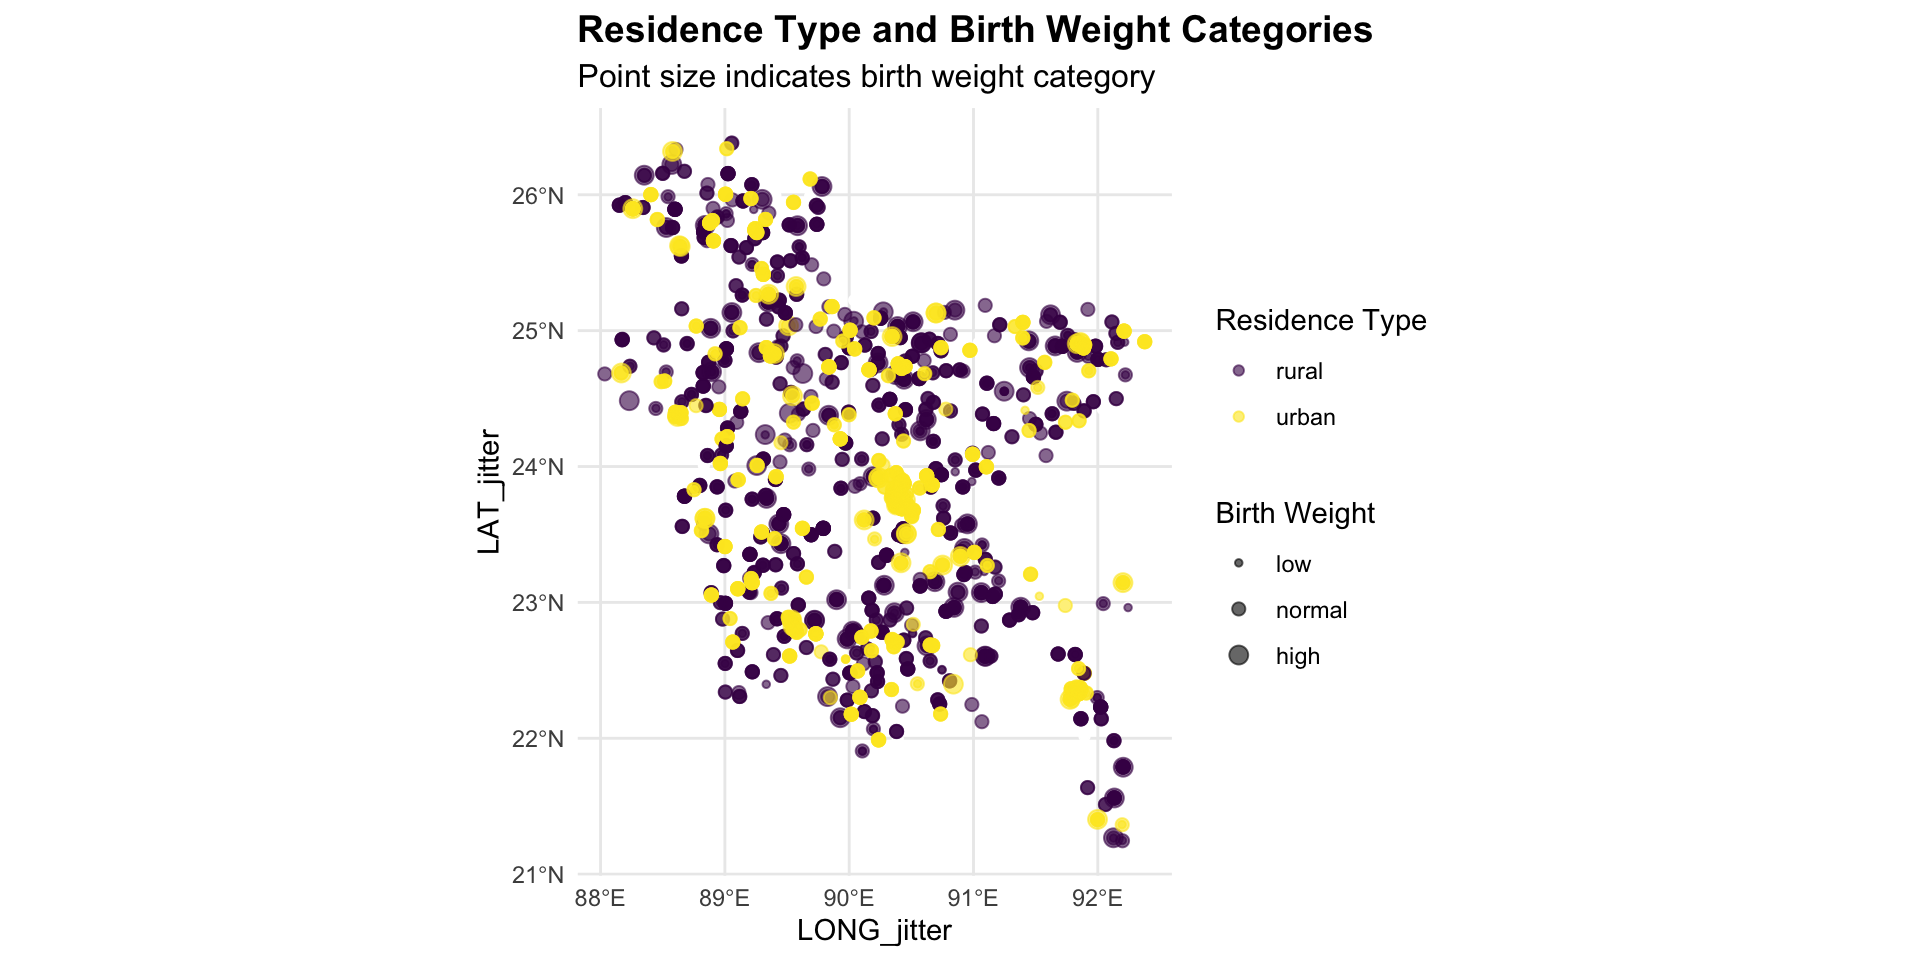 Residence Type and Birth Weight Categories
Point size indicates birth weight category
26°N
25°N
24°N
23°N
22°N
21°N
LAT_jitter
88°E
89°E
90°E
91°E
92°E
LONG_jitter
Residence Type
rural
urban
Birth Weight
low
normal
high